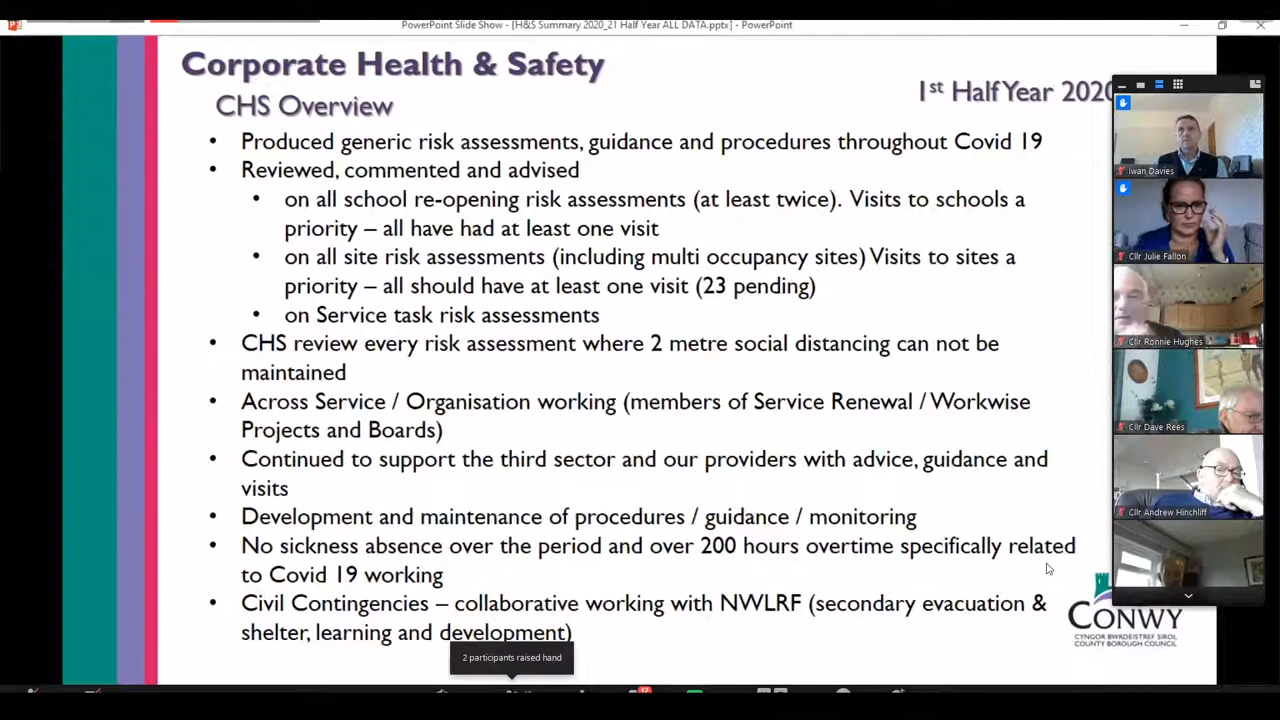 PowerPoint Slide Show - [H&S Summary 2020_21 Half Year ALL DATA.pptx] - PowerPoint
Corporate Health & Safety
1st Half Year 2020
CHS Overview
• Produced generic risk assessments, guidance and procedures throughout Covid 19
• Reviewed, commented and advised
• on all school re-opening risk assessments (at least twice). Visits to schools a
priority – all have had at least one visit
• on all site risk assessments (including multi occupancy sites) Visits to sites a
priority – all should have at least one visit (23 pending)
• on Service task risk assessments
• CHS review every risk assessment where 2 metre social distancing can not be
maintained
• Across Service / Organisation working (members of Service Renewal / Workwise
Projects and Boards)
• Continued to support the third sector and our providers with advice, guidance and
visits
• Development and maintenance of procedures / guidance / monitoring
• No sickness absence over the period and over 200 hours overtime specifically related
to Covid 19 working
• Civil Contingencies – collaborative working with NWLRF (secondary evacuation &
shelter, learning and development)
CONWY
CYNGOR BWRDEISTREF SIROL
COUNTY BOROUGH COUNCIL
2 participants raised hand
Iwan Davies
Cllr Julie Fallon
Cllr Ronnie Hughes
Cllr Dave Rees
Cllr Andrew Hinchliff